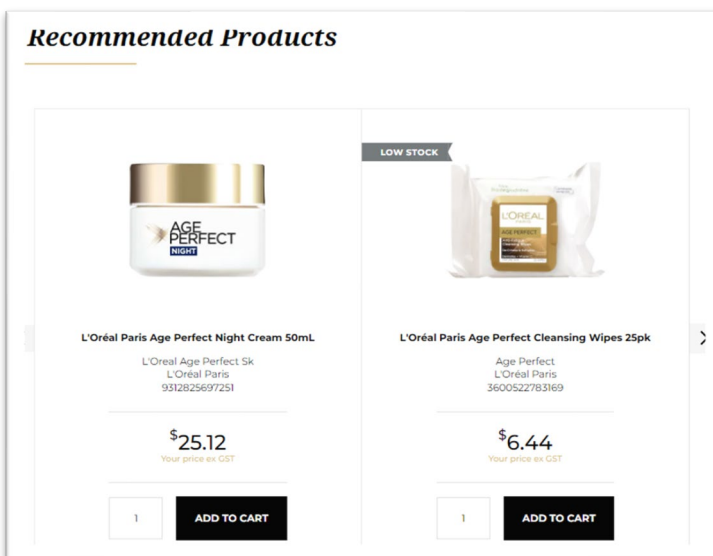 Recommended Products
AGE
PERFECT
NIGHT
L'Oréal Paris Age Perfect Night Cream 50mL
L'Oreal Age Perfect Sk
L'Oréal Paris
9312825697251
$25.12
Your price ex GST
1
ADD TO CART
LOW STOCK
L'ORÉAL
AGE PERFECT
L'Oréal Paris Age Perfect Cleansing Wipes 25pk
Age Perfect
L'Oréal Paris
3600522783169
$6.44
Your price ex GST
1
ADD TO CART